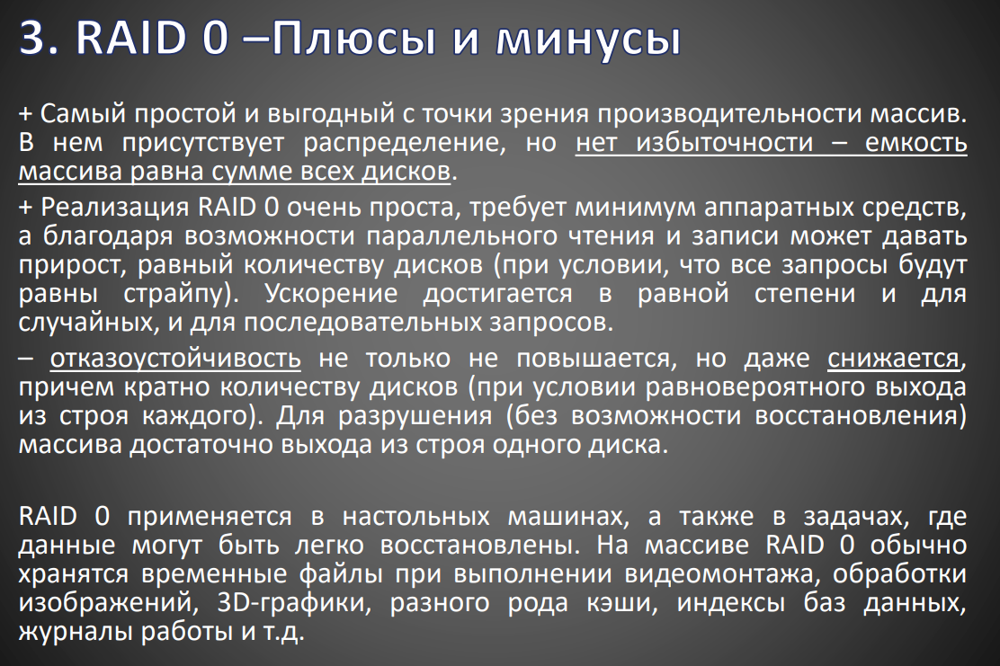 3. RAID 0 –Плюсы и минусы
+ Самый простой и выгодный с точки зрения производительности массив.
В нем присутствует распределение, но нет избыточности – емкость
массива равна сумме всех дисков.
+ Реализация RAID 0 очень проста, требует минимум аппаратных средств,
а благодаря возможности параллельного чтения и записи может давать
прирост, равный количеству дисков (при условии, что все запросы будут
равны страйпу). Ускорение достигается в равной степени и для
случайных, и для последовательных запросов.
– отказоустойчивость не только не повышается, но даже снижается,
причем кратно количеству дисков (при условии равновероятного выхода
из строя каждого). Для разрушения (без возможности восстановления)
массива достаточно выхода из строя одного диска.
RAID 0 применяется в настольных машинах, а также в задачах, где
данные могут быть легко восстановлены. На массиве RAID 0 обычно
хранятся временные файлы при выполнении видеомонтажа, обработки
изображений, 3D-графики, разного рода кэши, индексы баз данных,
журналы работы и т.д.